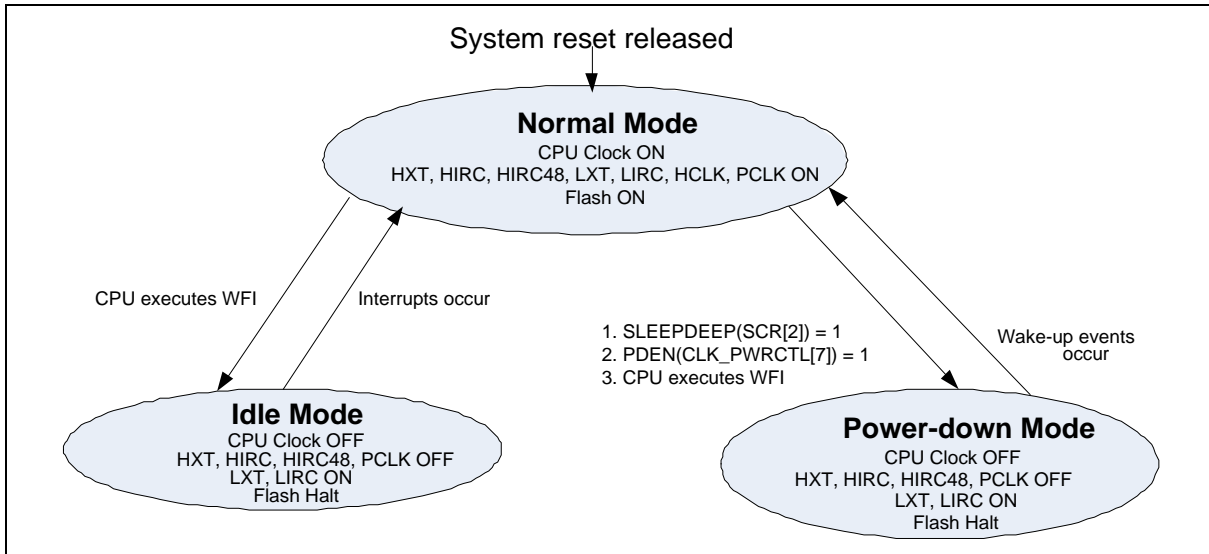 System reset released
Normal Mode
CPU Clock ON
HXT, HIRC, HIRC48, LXT, LIRC, HCLK, PCLK ON
Flash ON
CPU executes WFI
Interrupts occur
1. SLEEPDEEP(SCR[2]) = 1
2. PDEN(CLK_PWRCTL[7]) = 1
3. CPU executes WFI
Wake-up events
occur
Idle Mode
CPU Clock OFF
HXT, HIRC, HIRC48, PCLK OFF
LXT, LIRC ON
Flash Halt
Power-down Mode
CPU Clock OFF
HXT, HIRC, HIRC48, PCLK OFF
LXT, LIRC ON
Flash Halt